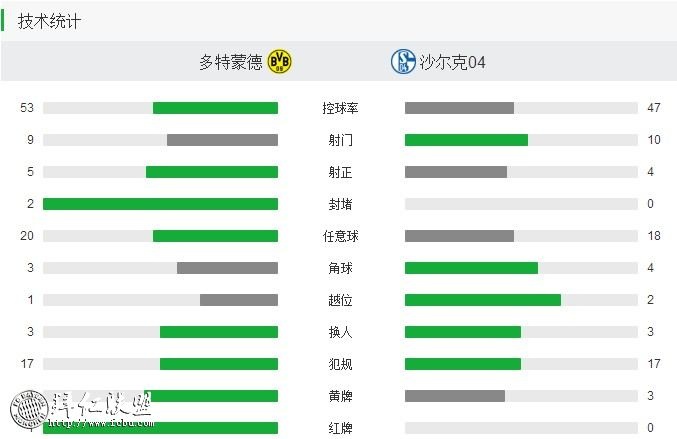 技术统计
多特蒙德 BVB 09 S 04 沙尔克04
53 控球率 47
9 射门 10
5 射正 4
2 封堵 0
20 任意球 18
3 角球 4
1 越位 2
3 换人 3
17 犯规 17
黄牌 3
红牌 0
拜仁联盟
http://www.fcbu.com